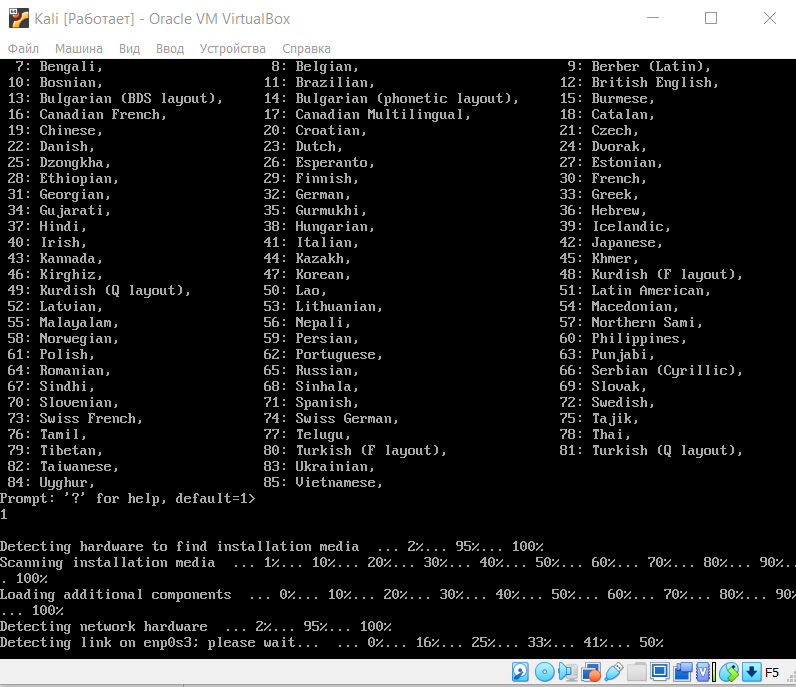 Kali [Работает] - Oracle VM VirtualBox
Файл Машина Вид Ввод Устройства Справка
7: Bengali, 8: Belgian, 9: Berber (Latin),
10: Bosnian, 11: Brazilian, 12: British English,
13: Bulgarian (BDS layout), 14: Bulgarian (phonetic layout), 15: Burmese,
16: Canadian French, 17: Canadian Multilingual, 18: Catalan,
19: Chinese, 20: Croatian, 21: Czech,
22: Danish, 23: Dutch, 24: Dvorak,
25: Dzongkha, 26: Esperanto, 27: Estonian,
28: Ethiopian, 29: Finnish, 30: French,
31: Georgian, 32: German, 33: Greek,
34: Gujarati, 35: Gurmukhi, 36: Hebrew,
37: Hindi, 38: Hungarian, 39: Icelandic,
40: Irish, 41: Italian, 42: Japanese,
43: Kannada, 44: Kazakh, 45: Khmer,
46: Kirghiz, 47: Korean, 48: Kurdish (F layout),
49: Kurdish (Q layout), 50: Lao, 51: Latin American,
52: Latvian, 53: Lithuanian, 54: Macedonian,
55: Malayalam, 56: Nepali, 57: Northern Sami,
58: Norwegian, 59: Persian, 60: Philippines,
61: Polish, 62: Portuguese, 63: Punjabi,
64: Romanian, 65: Russian, 66: Serbian (Cyrillic),
67: Sindhi, 68: Sinhala, 69: Slovak,
70: Slovenian, 71: Spanish, 72: Swedish,
73: Swiss French, 74: Swiss German, 75: Tajik,
76: Tamil, 77: Telugu, 78: Thai,
79: Tibetan, 80: Turkish (F layout), 81: Turkish (Q layout),
82: Taiwanese, 83: Ukrainian,
84: Uyghur, 85: Vietnamese,
Prompt: '?' for help, default=1>
1
Detecting hardware to find installation media ... 2%... 95%... 100%
Scanning installation media ... 1%... 10%... 20%... 30%... 40%... 50%... 60%... 70%... 80%... 90%..
. 100%
Loading additional components ... 0%... 10%... 20%... 30%... 40%... 50%... 60%... 70%... 80%... 90%
... 100%
Detecting network hardware ... 2%... 95%... 100%
Detecting link on enp0s3; please wait... ... 0%... 16%... 25%... 33%... 41%... 50%
F5